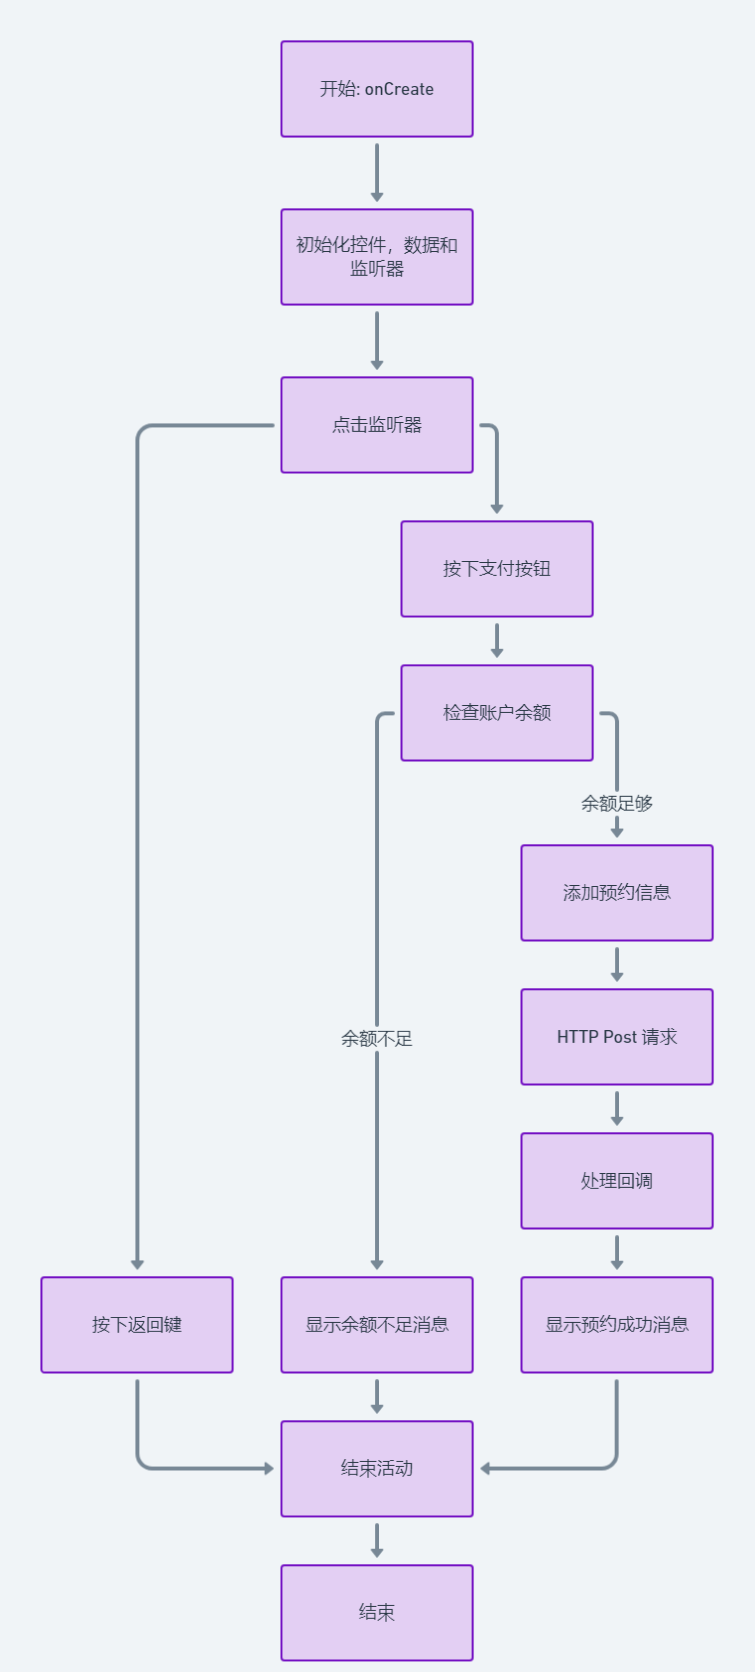 开始: onCreate
初始化控件，数据和
监听器
点击监听器
按下支付按钮
检查账户余额
余额足够
添加预约信息
余额不足
HTTP Post 请求
处理回调
按下返回键
显示余额不足消息
显示预约成功消息
结束活动
结束